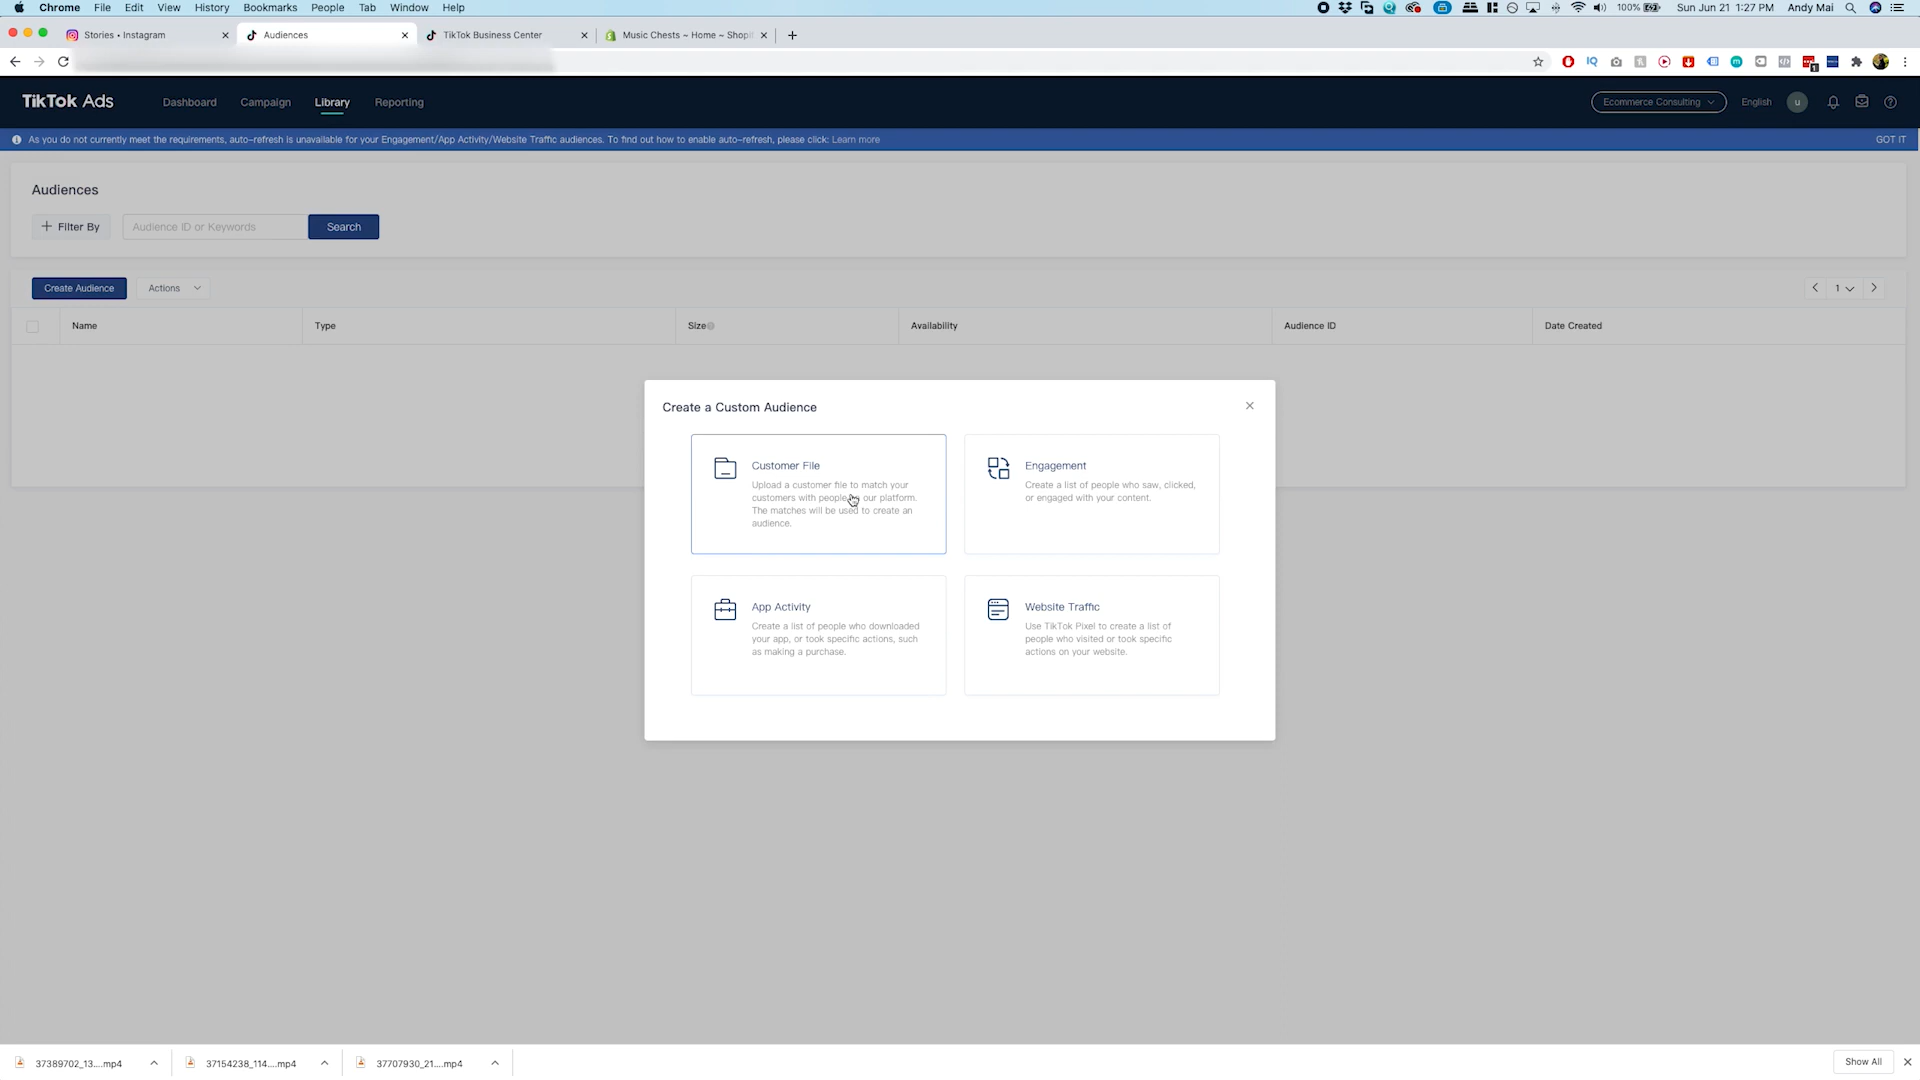 Chrome File Edit View History Bookmarks People Tab Window Help 100% Sun Jun 21 1:27 PM Andy Mai
Stories • Instagram Audiences TikTok Business Center Music Chests ~ Home ~ Shopi
TikTok Ads Dashboard Campaign Library Reporting Ecommerce Consulting English u
As you do not currently meet the requirements, auto-refresh is unavailable for your Engagement/App Activity/Website Traffic audiences. To find out how to enable auto-refresh, please click: Learn more GOT IT
Audiences
Filter By Audience ID or Keywords Search
Create Audience Actions 1
Name Type Size Availability Audience ID Date Created
Create a Custom Audience
Customer File
Upload a customer file to match your
customers with people our platform.
The matches will be used to create an
audience.
Engagement
Create a list of people who saw, clicked,
or engaged with your content.
App Activity
Create a list of people who downloaded
your app, or took specific actions, such
as making a purchase.
Website Traffic
Use TikTok Pixel to create a list of
people who visited or took specific
actions on your website.
37389702_13....mp4 37154238_114....mp4 37707930_21....mp4 Show All